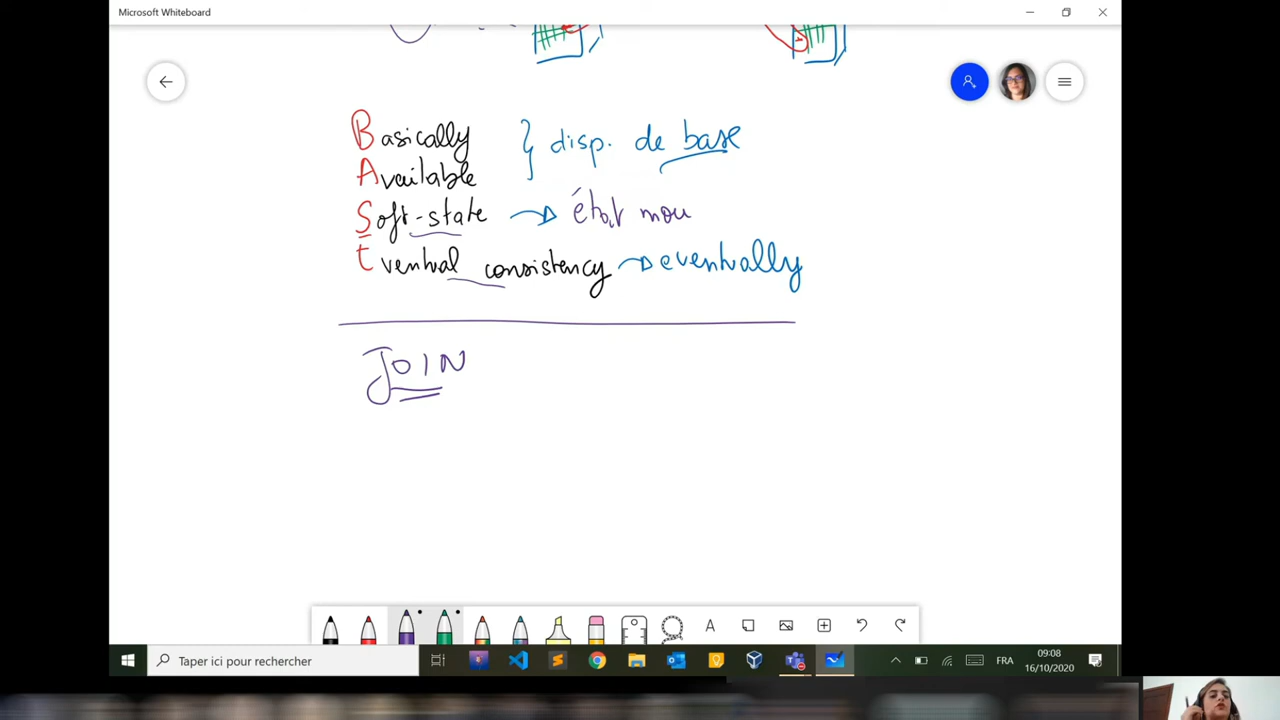 Microsoft Whiteboard
Basically
Available
} disp. de base
Soft-state → état mou
Eventual consistency → eventually
JOIN
A
Taper ici pour rechercher
FRA
09:08
16/10/2020